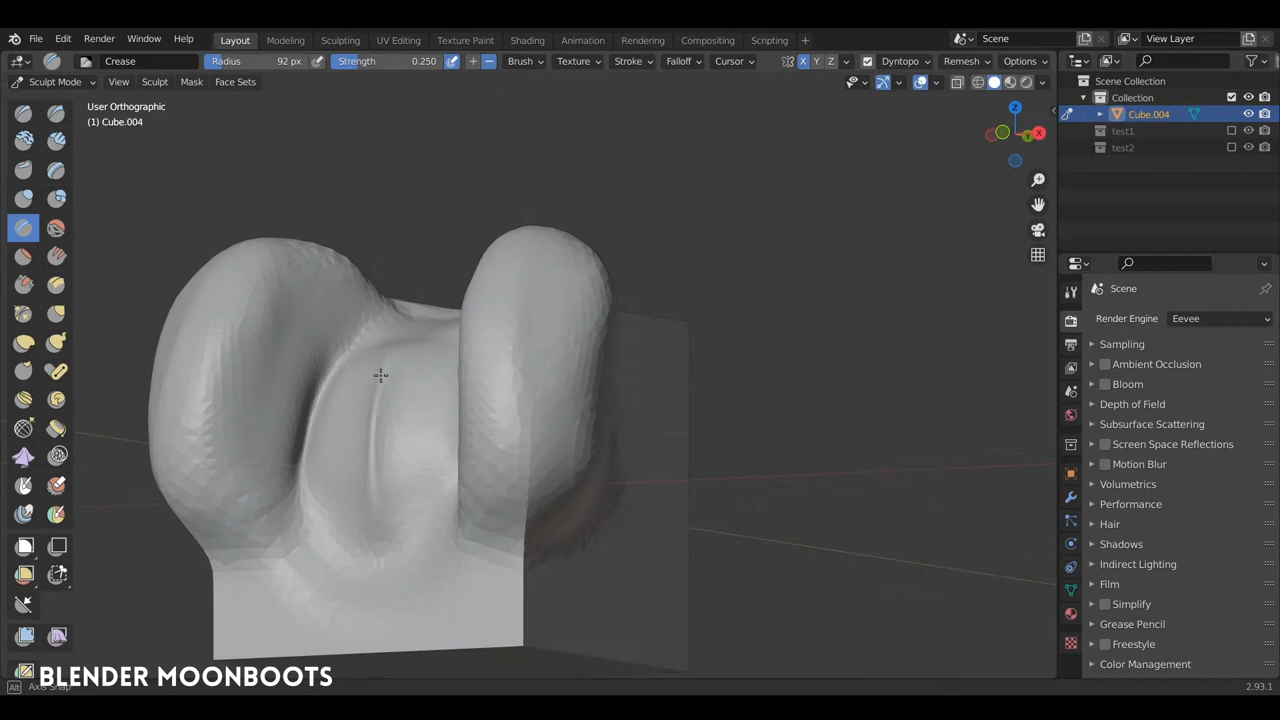 File Edit Render Window Help Layout Modeling Sculpting UV Editing Texture Paint Shading Animation Rendering Compositing Scripting + Scene View Layer
Crease Radius 92 px Strength 0.250 Brush Texture Stroke Falloff Cursor X Y Z Dyntopo Remesh Options
Sculpt Mode View Sculpt Mask Face Sets
Scene Collection
Collection
Cube.004
test1
test2
User Orthographic
(1) Cube.004
Z
X
Y
Scene
Render Engine Eevee
Sampling
Ambient Occlusion
Bloom
Depth of Field
Subsurface Scattering
Screen Space Reflections
Motion Blur
Volumetrics
Performance
Hair
Shadows
Indirect Lighting
Film
Simplify
Grease Pencil
Freestyle
Color Management
BLENDER MOONBOOTS
Alt Axis Snap
2.93.1